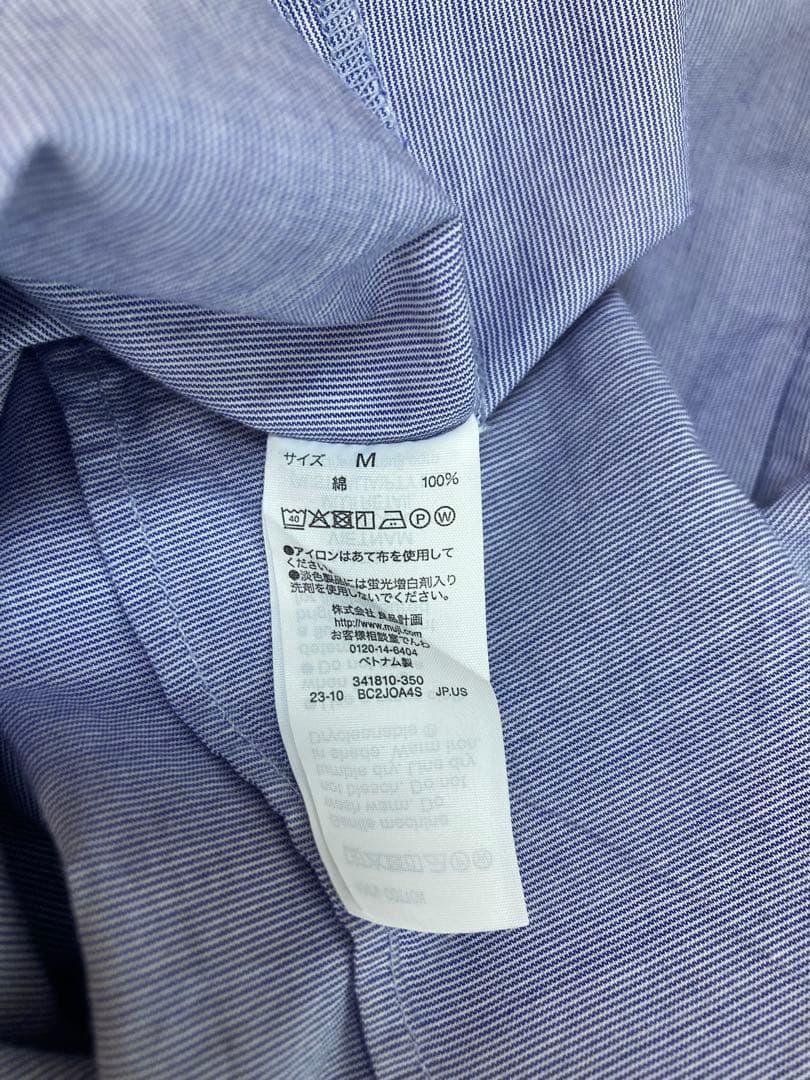 サイズ M
綿 100%
40 P W
●アイロンはあて布を使用して
ください。
●淡色製品には蛍光増白剤入り
洗剤を使用しないでください。
株式会社 良品計画
http://www.muji.com
お客様相談室でんわ
0120-14-6404
ベトナム製
341810-350
23-10 BC2JOA4S JP.US